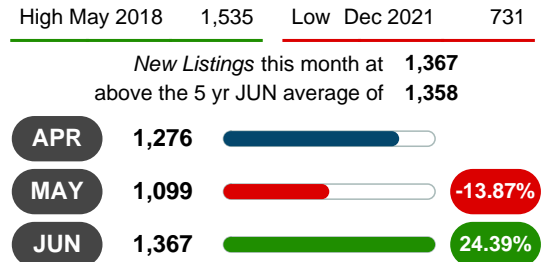 High May 2018 1,535 Low Dec 2021 731
New Listings this month at 1,367
above the 5 yr JUN average of 1,358
APR 1,276
MAY 1,099 -13.87%
JUN 1,367 24.39%